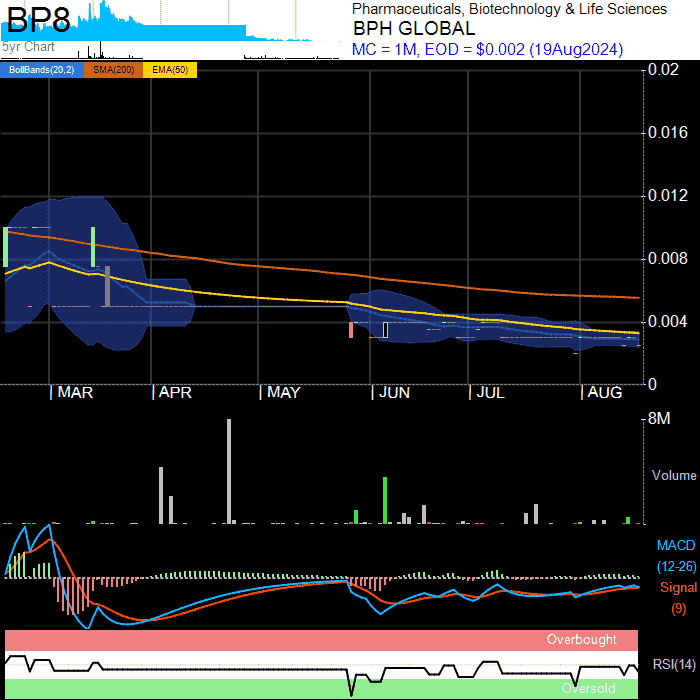 BP8
5yr Chart
Pharmaceuticals, Biotechnology & Life Sciences
BPH GLOBAL
MC = 1M, EOD = $0.002 (19Aug2024)
BollBands(20,2) SMA(200) EMA(50)
0.02
0.016
0.012
0.008
0.004
0
MAR APR MAY JUN JUL AUG
8M
Volume
MACD
(12-26)
Signal
(9)
Overbought
RSI(14)
Oversold